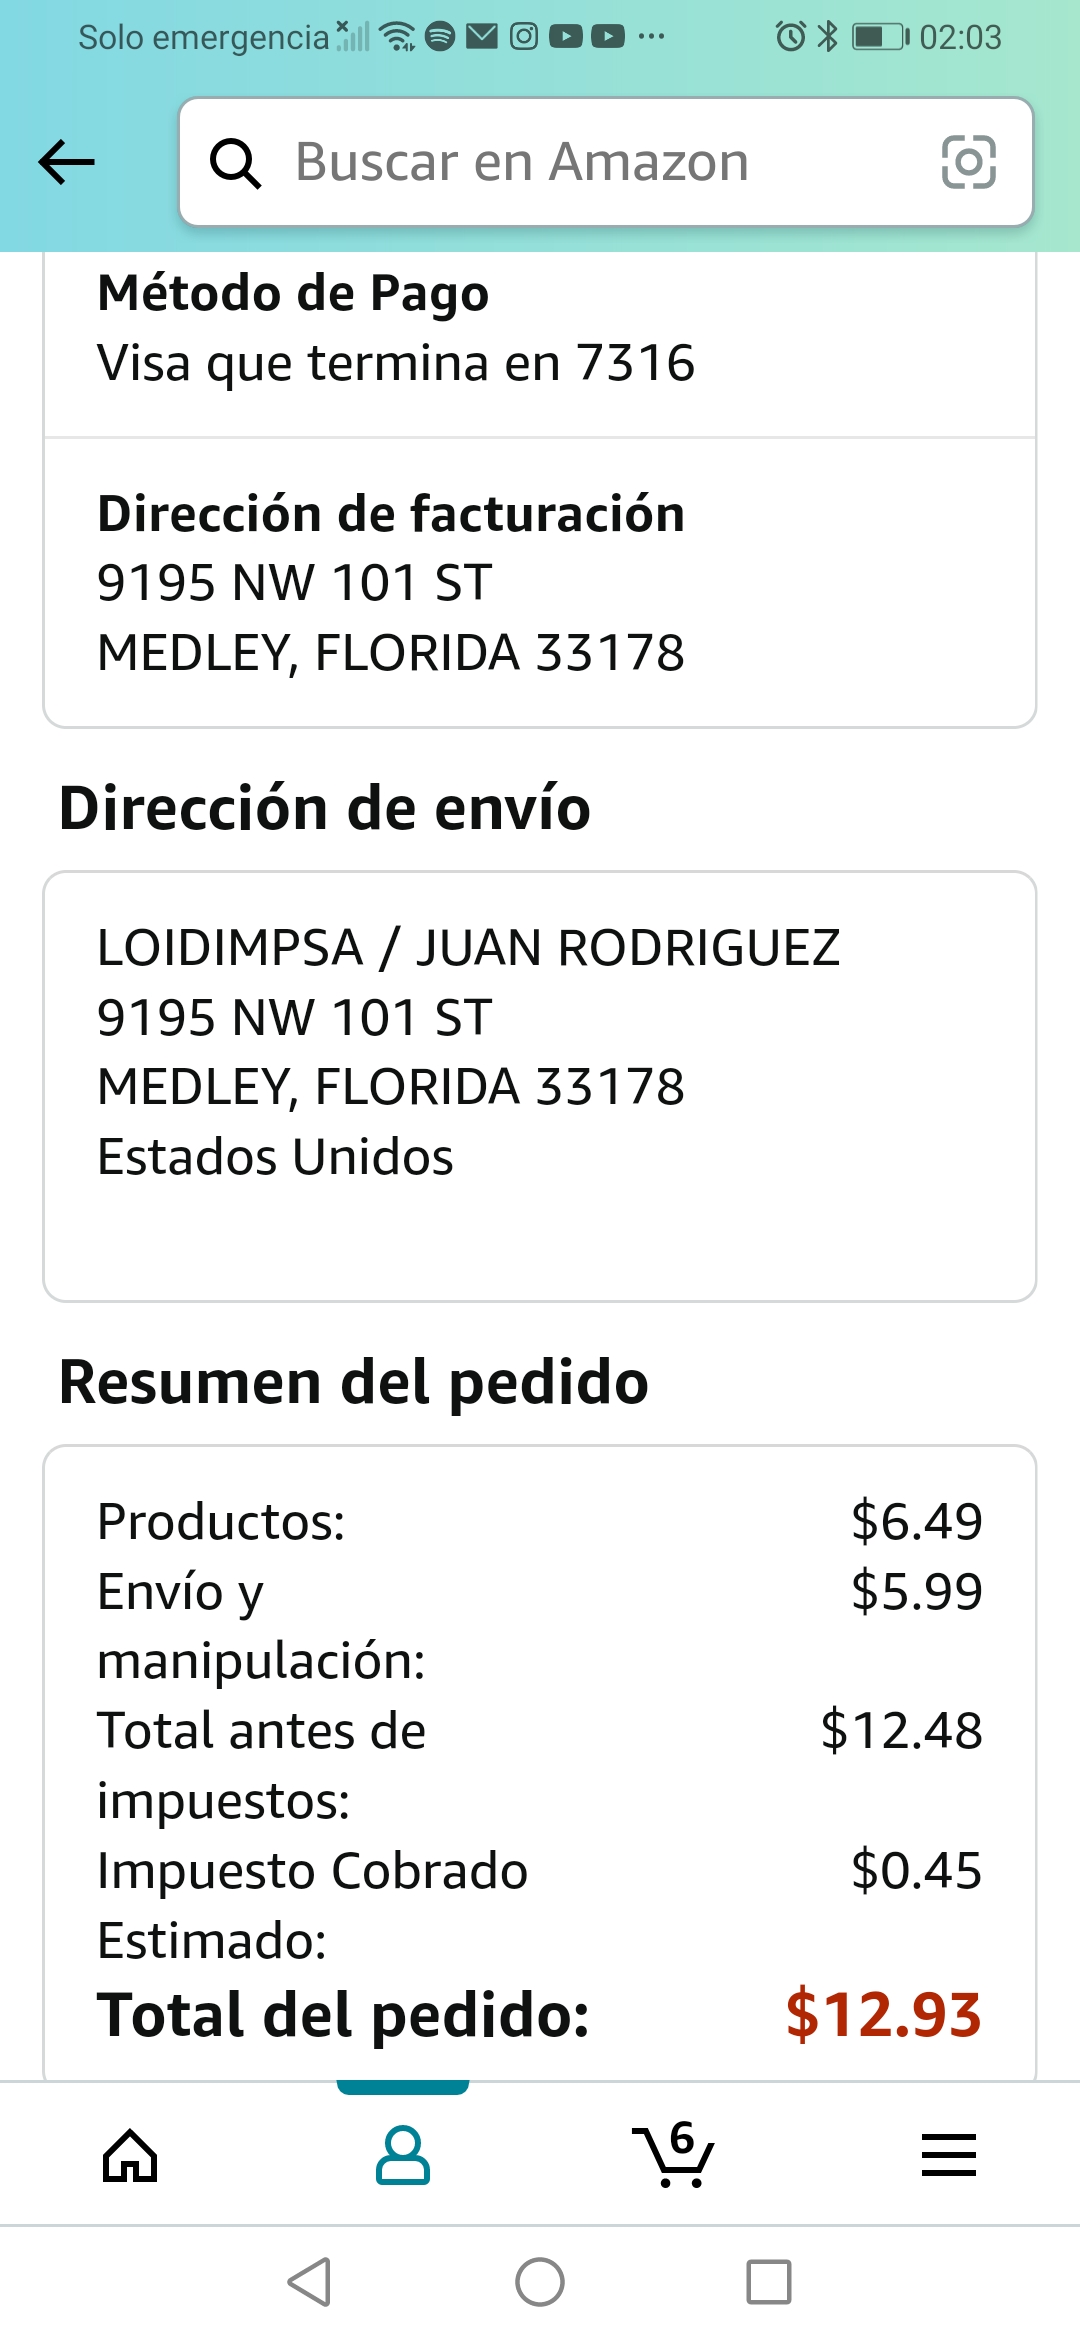 Solo emergencia 02:03
Buscar en Amazon
Método de Pago
Visa que termina en 7316
Dirección de facturación
9195 NW 101 ST
MEDLEY, FLORIDA 33178
Dirección de envío
LOIDIMPSA / JUAN RODRIGUEZ
9195 NW 101 ST
MEDLEY, FLORIDA 33178
Estados Unidos
Resumen del pedido
Productos: $6.49
Envío y $5.99
manipulación:
Total antes de $12.48
impuestos:
Impuesto Cobrado $0.45
Estimado:
Total del pedido: $12.93
6